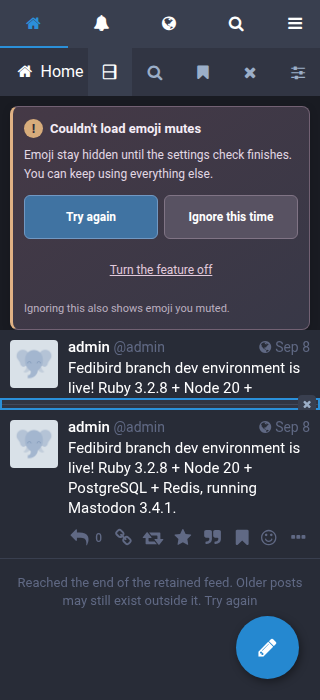 Home
Couldn't load emoji mutes
Emoji stay hidden until the settings check finishes.
You can keep using everything else.
Try again
Ignore this time
Turn the feature off
Ignoring this also shows emoji you muted.
admin @admin Sep 8
Fedibird branch dev environment is
live! Ruby 3.2.8 + Node 20 +
admin @admin Sep 8
Fedibird branch dev environment is
live! Ruby 3.2.8 + Node 20 +
PostgreSQL + Redis, running
Mastodon 3.4.1.
0
Reached the end of the retained feed. Older posts
may still exist outside it. Try again